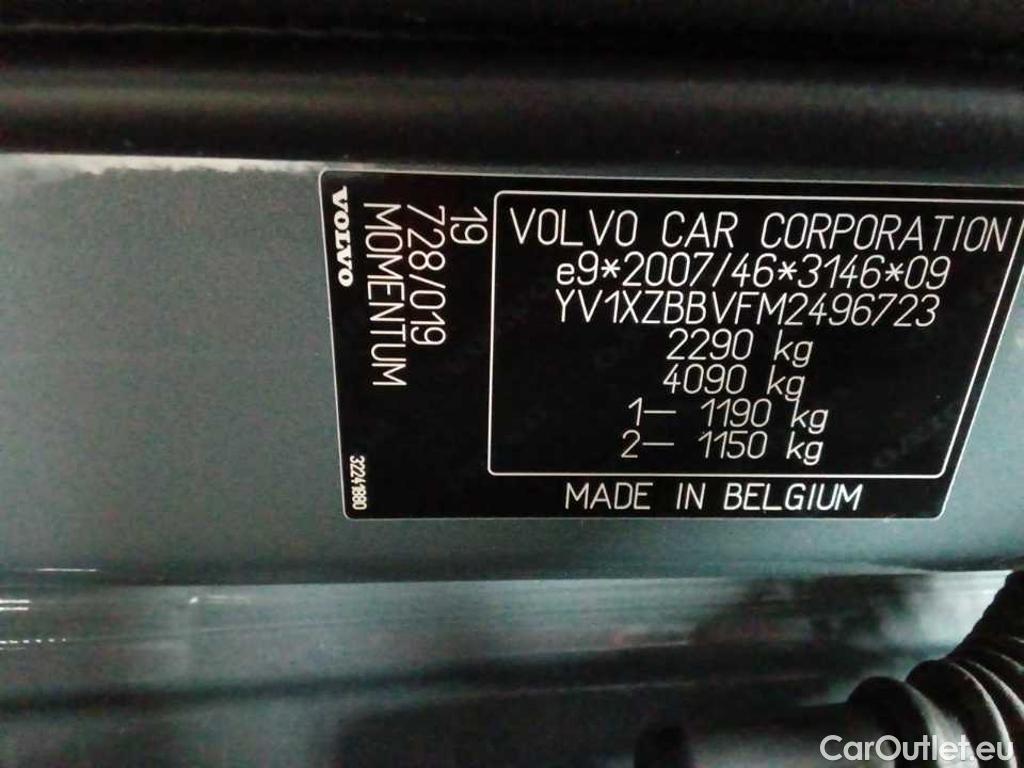 VOLVO
19
728/019
MOMENTUM
32241880
VOLVO CAR CORPORATION
e9*2007/46*3146*09
YV1XZBBVFM2496723
2290 kg
4090 kg
1– 1190 kg
2– 1150 kg
MADE IN BELGIUM
CarOutlet.eu